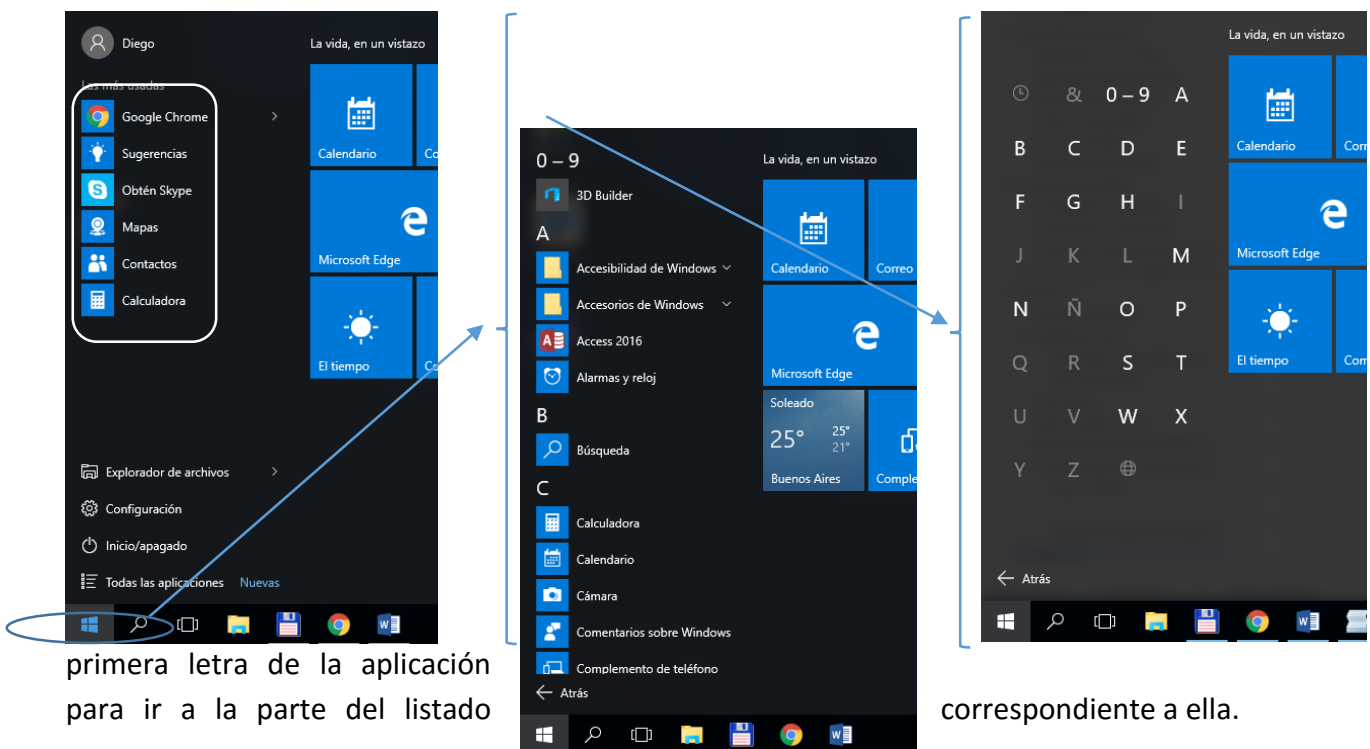 Diego
La vida, en un vistazo
Las más usadas
Google Chrome
Sugerencias
Obtén Skype
Mapas
Contactos
Calculadora
Calendario
Co
Microsoft Edge
El tiempo
Co
Explorador de archivos
Configuración
Inicio/apagado
Todas las aplicaciones Nuevas
0 – 9
3D Builder
A
Accesibilidad de Windows
Accesorios de Windows
Access 2016
Alarmas y reloj
B
Búsqueda
C
Calculadora
Calendario
Cámara
Comentarios sobre Windows
Complemento de teléfono
Atrás
La vida, en un vistazo
Calendario
Correo
Microsoft Edge
Soleado
25° 25°
21°
Buenos Aires
Comple
La vida, en un vistazo
& 0 – 9 A
B C D E
F G H I
J K L M
N Ñ O P
Q R S T
U V W X
Y Z
Calendario
Corr
Microsoft Edge
El tiempo
Com
Atrás
primera letra de la aplicación
para ir a la parte del listado correspondiente a ella.